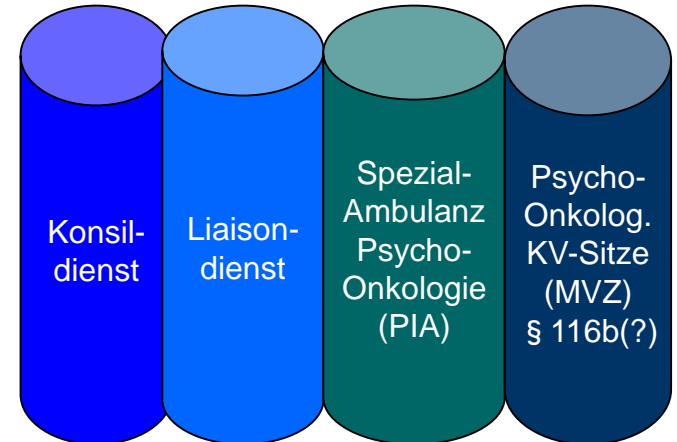 Konsil-
dienst
Liaison-
dienst
Spezial-
Ambulanz
Psycho-
Onkologie
(PIA)
Psycho-
Onkolog.
KV-Sitze
(MVZ)
§ 116b(?)